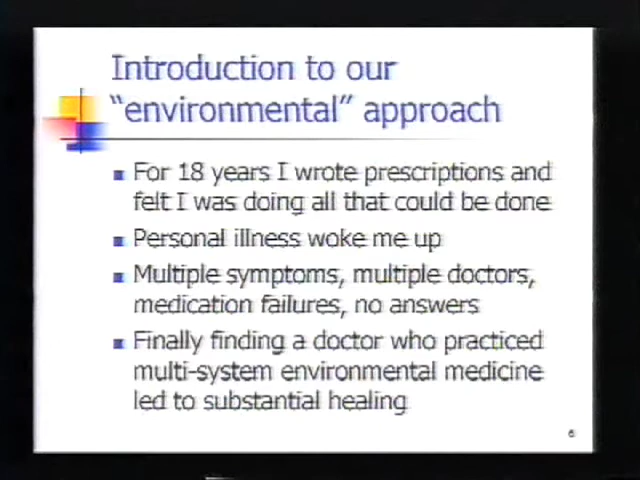 Introduction to our
“environmental” approach
For 18 years I wrote prescriptions and
felt I was doing all that could be done
Personal illness woke me up
Multiple symptoms, multiple doctors,
medication failures, no answers
Finally finding a doctor who practiced
multi-system environmental medicine
led to substantial healing
6